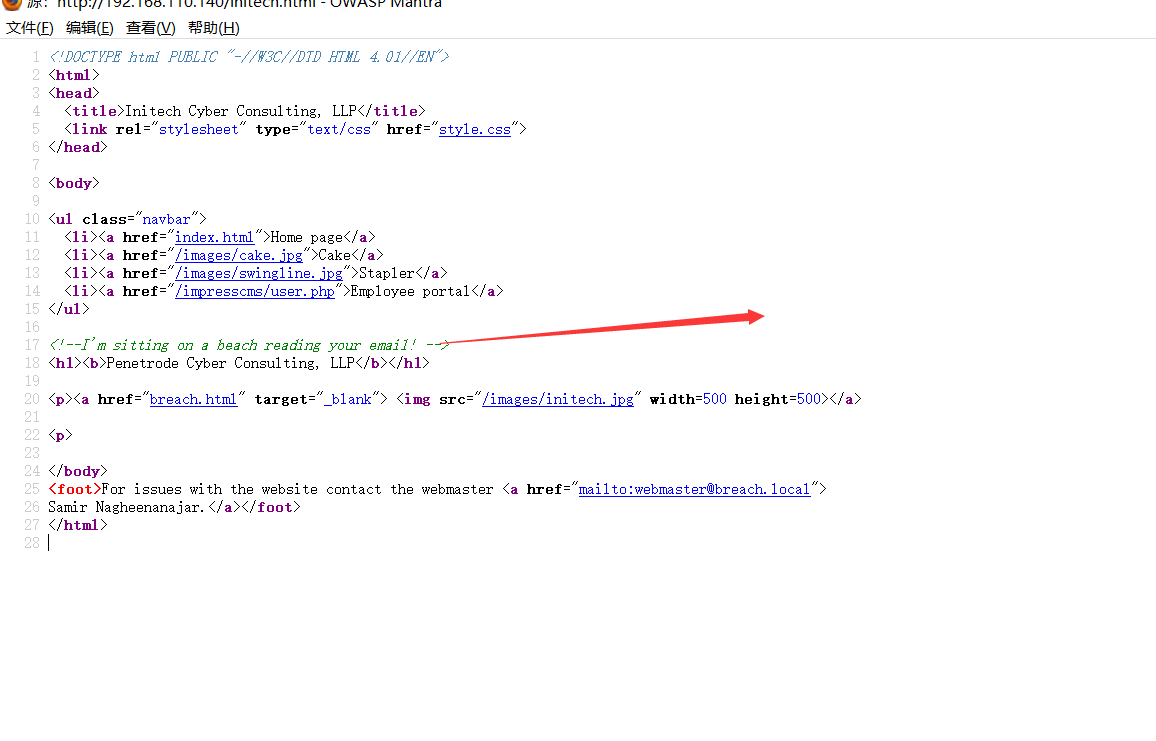 源: http://192.168.110.140/initech.html - OWASP Mantra
文件(F) 编辑(E) 查看(V) 帮助(H)
1 <!DOCTYPE html PUBLIC "-//W3C//DTD HTML 4.01//EN">
2 <html>
3 <head>
4 <title>Initech Cyber Consulting, LLP</title>
5 <link rel="stylesheet" type="text/css" href="style.css">
6 </head>
7
8 <body>
9
10 <ul class="navbar">
11 <li><a href="index.html">Home page</a>
12 <li><a href="/images/cake.jpg">Cake</a>
13 <li><a href="/images/swingline.jpg">Stapler</a>
14 <li><a href="/impresscms/user.php">Employee portal</a>
15 </ul>
16
17 <!--I'm sitting on a beach reading your email! -->
18 <h1><b>Penetrode Cyber Consulting, LLP</b></h1>
19
20 <p><a href="breach.html" target="_blank"> <img src="/images/initech.jpg" width=500 height=500></a>
21
22 <p>
23
24 </body>
25 <foot>For issues with the website contact the webmaster <a href="mailto:webmaster@breach.local">
26 Samir Nagheenanajar.</a></foot>
27 </html>
28